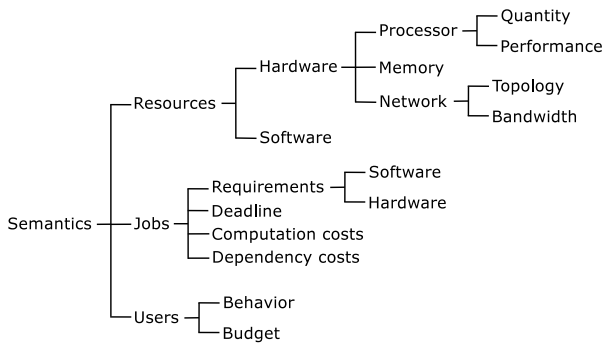 Semantics
Resources
Hardware
Processor
Quantity
Performance
Memory
Network
Topology
Bandwidth
Software
Jobs
Requirements
Software
Hardware
Deadline
Computation costs
Dependency costs
Users
Behavior
Budget